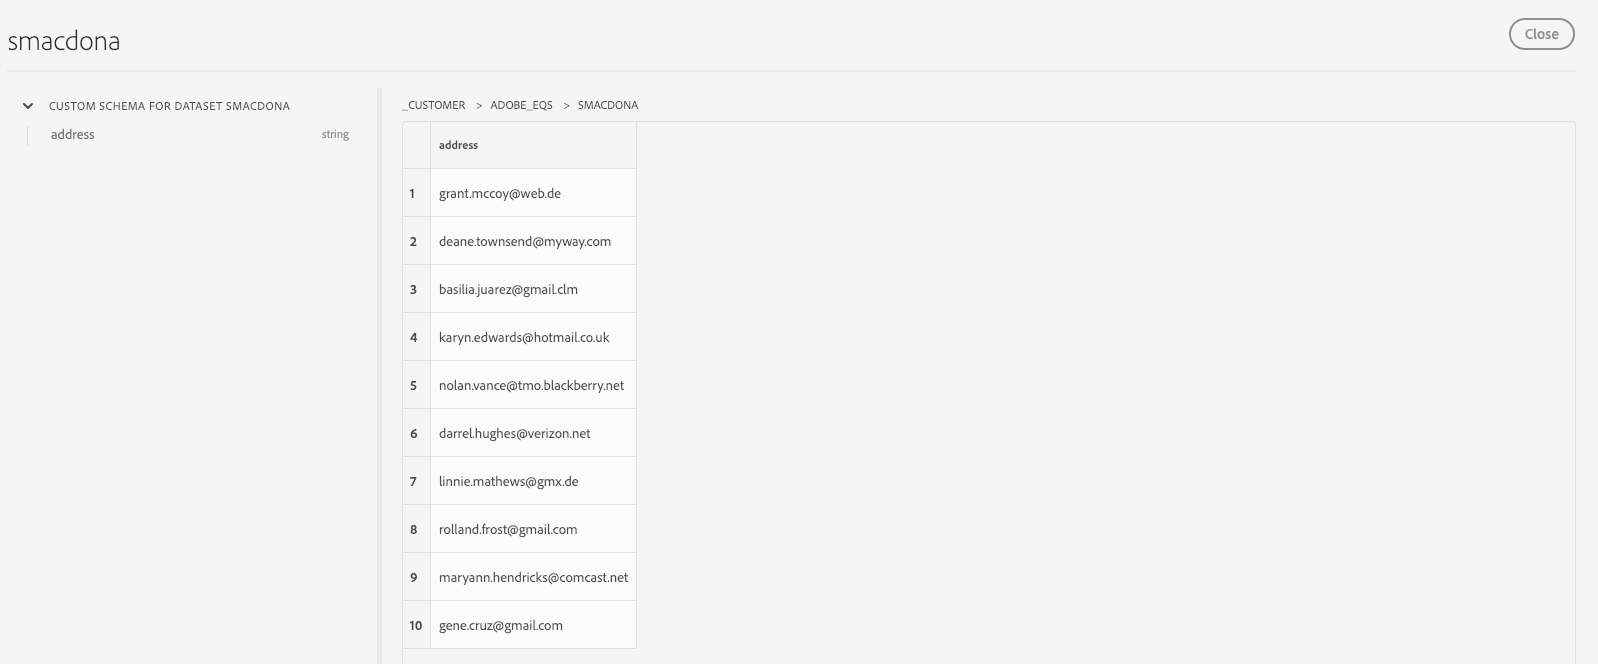 smacdona
Close
CUSTOM SCHEMA FOR DATASET SMACDONA
address string
_CUSTOMER > ADOBE_EQS > SMACDONA
address
1 grant.mccoy@web.de
2 deane.townsend@myway.com
3 basilia.juarez@gmail.clm
4 karyn.edwards@hotmail.co.uk
5 nolan.vance@tmo.blackberry.net
6 darrel.hughes@verizon.net
7 linnie.mathews@gmx.de
8 rolland.frost@gmail.com
9 maryann.hendricks@comcast.net
10 gene.cruz@gmail.com